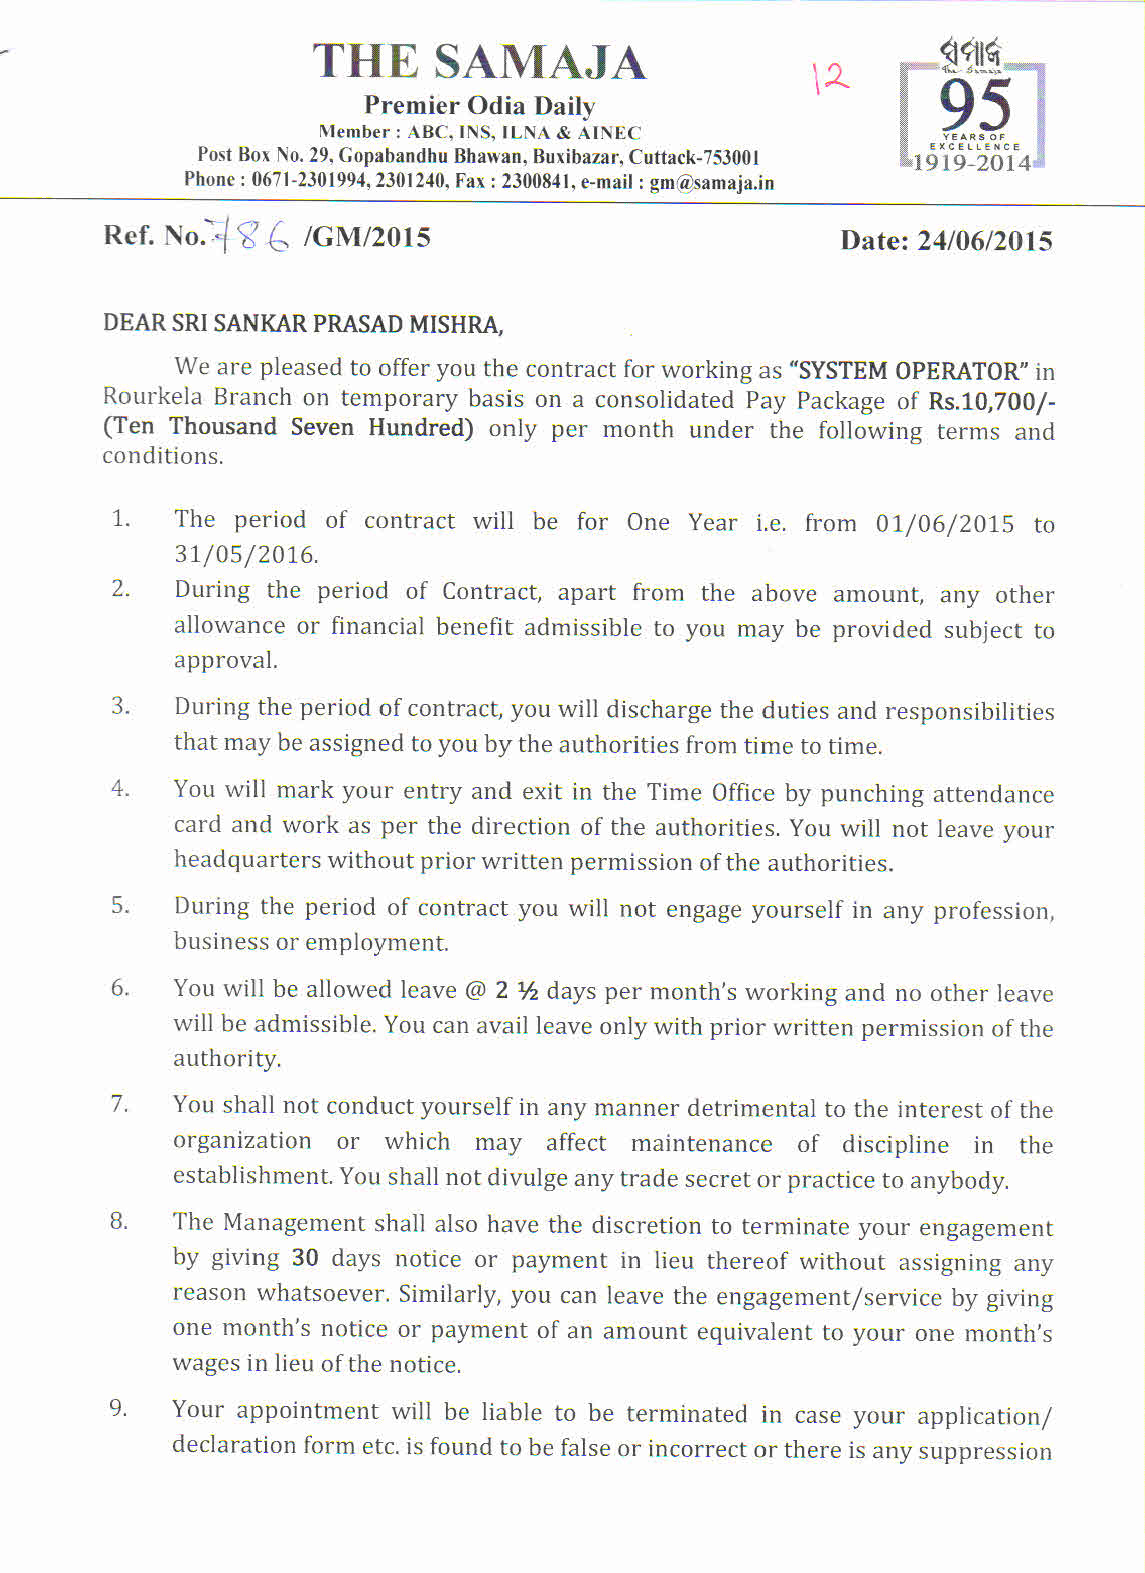 THE SAMAJA
Premier Odia Daily
Member : ABC, INS, ILNA & AINEC
Post Box No. 29, Gopabandhu Bhawan, Buxibazar, Cuttack-753001
Phone : 0671-2301994, 2301240, Fax : 2300841, e-mail : gm@samaja.in
12
ସମାଜ
The Samaja
95
YEARS OF
EXCELLENCE
1919-2014
Ref. No. 786 /GM/2015 Date: 24/06/2015
DEAR SRI SANKAR PRASAD MISHRA,
We are pleased to offer you the contract for working as “SYSTEM OPERATOR” in
Rourkela Branch on temporary basis on a consolidated Pay Package of Rs.10,700/-
(Ten Thousand Seven Hundred) only per month under the following terms and
conditions.
1. The period of contract will be for One Year i.e. from 01/06/2015 to
31/05/2016.
2. During the period of Contract, apart from the above amount, any other
allowance or financial benefit admissible to you may be provided subject to
approval.
3. During the period of contract, you will discharge the duties and responsibilities
that may be assigned to you by the authorities from time to time.
4. You will mark your entry and exit in the Time Office by punching attendance
card and work as per the direction of the authorities. You will not leave your
headquarters without prior written permission of the authorities.
5. During the period of contract you will not engage yourself in any profession,
business or employment.
6. You will be allowed leave @ 2 ½ days per month’s working and no other leave
will be admissible. You can avail leave only with prior written permission of the
authority.
7. You shall not conduct yourself in any manner detrimental to the interest of the
organization or which may affect maintenance of discipline in the
establishment. You shall not divulge any trade secret or practice to anybody.
8. The Management shall also have the discretion to terminate your engagement
by giving 30 days notice or payment in lieu thereof without assigning any
reason whatsoever. Similarly, you can leave the engagement/service by giving
one month’s notice or payment of an amount equivalent to your one month’s
wages in lieu of the notice.
9. Your appointment will be liable to be terminated in case your application/
declaration form etc. is found to be false or incorrect or there is any suppression